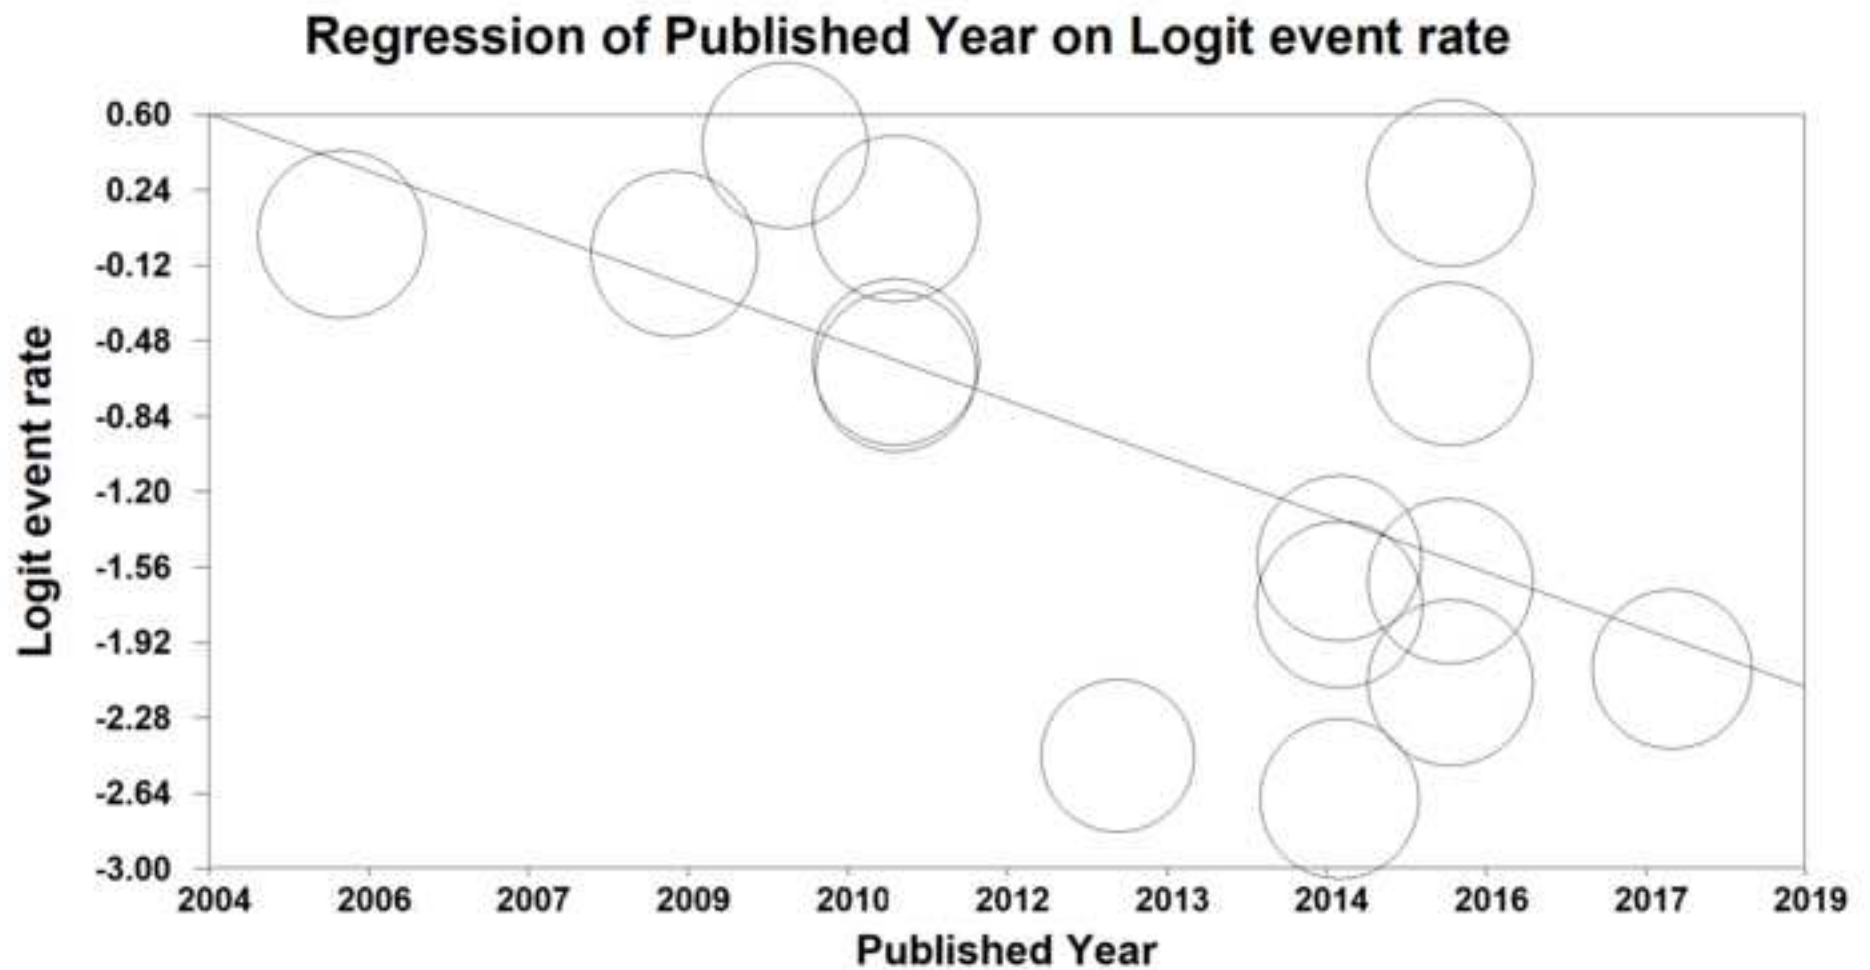 Regression of Published Year on Logit event rate
0.60
0.24
-0.12
-0.48
-0.84
-1.20
-1.56
-1.92
-2.28
-2.64
-3.00
Logit event rate
2004 2006 2007 2009 2010 2012 2013 2014 2016 2017 2019
Published Year